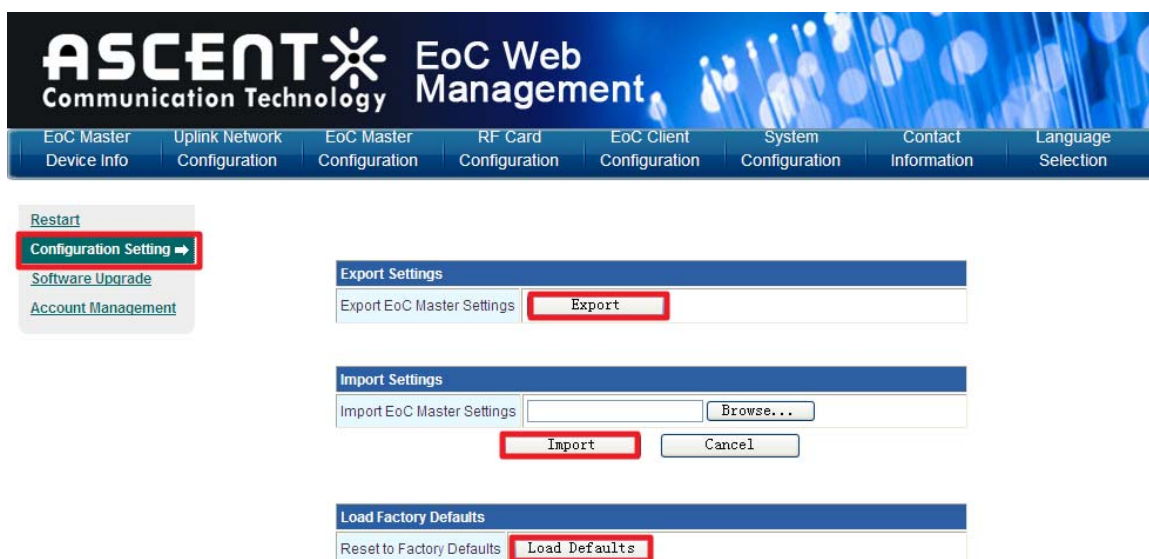 ASCENT
Communication Technology
EoC Web
Management
EoC Master
Device Info
Uplink Network
Configuration
EoC Master
Configuration
RF Card
Configuration
EoC Client
Configuration
System
Configuration
Contact
Information
Language
Selection
Restart
Configuration Setting ➡
Software Upgrade
Account Management
Export Settings
Export EoC Master Settings Export
Import Settings
Import EoC Master Settings Browse...
Import Cancel
Load Factory Defaults
Reset to Factory Defaults Load Defaults